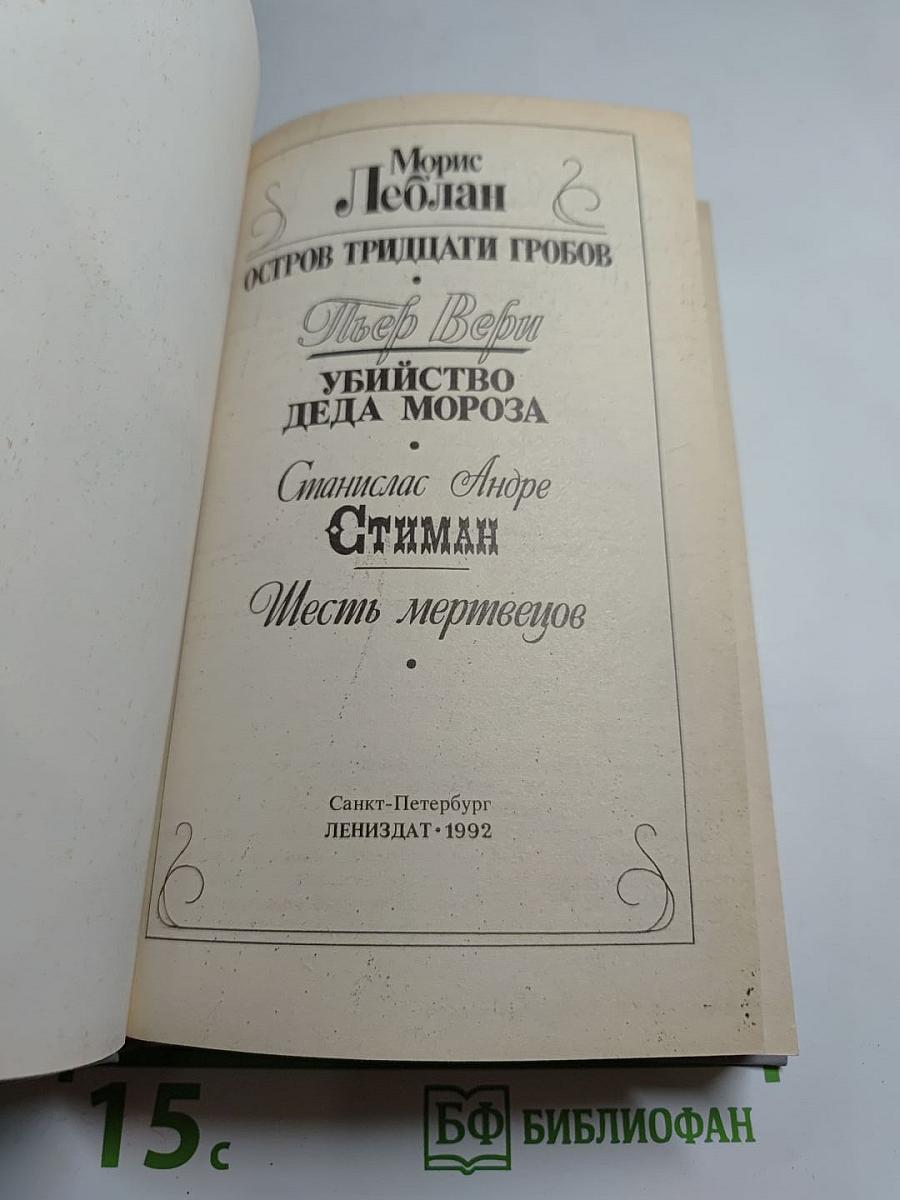 Морис
Леблан
ОСТРОВ ТРИДЦАТИ ГРОБОВ
•
Пьер Вери
УБИЙСТВО
ДЕДА МОРОЗА
•
Станислас Андре
Стиман
Шесть мертвецов
•
Санкт-Петербург
ЛЕНИЗДАТ • 1992
15 с
БФ БИБЛИОФАН